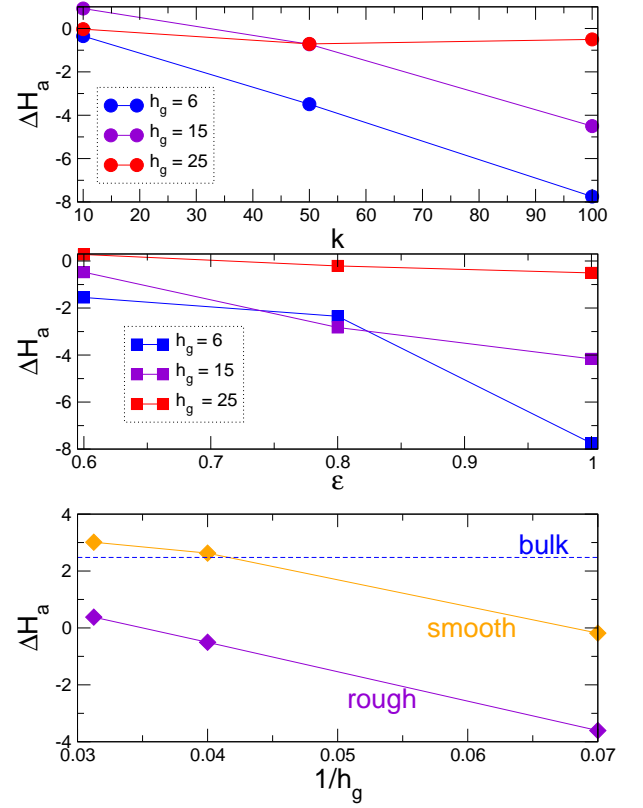 0
-2
-4
-6
-8
ΔH_a
h_g = 6
h_g = 15
h_g = 25
10 20 30 40 50 60 70 80 90 100
k
0
-2
-4
-6
-8
ΔH_a
h_g = 6
h_g = 15
h_g = 25
0.6 0.7 0.8 0.9 1
ε
4
2
0
-2
-4
ΔH_a
bulk
smooth
rough
0.03 0.04 0.05 0.06 0.07
1/h_g